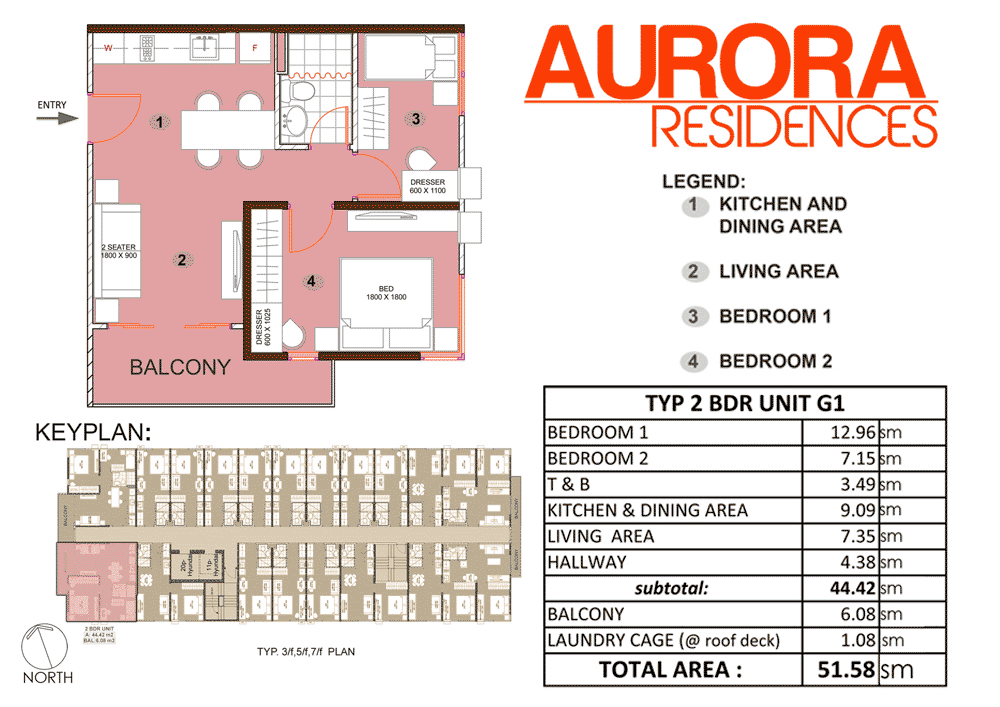 AURORA
RESIDENCES
W
F
ENTRY
1
3
DRESSER
600 X 1100
2 SEATER
1800 X 900
2
4
BED
1800 X 1800
DRESSER
600 X 1025
BALCONY
LEGEND:
1 KITCHEN AND
DINING AREA
2 LIVING AREA
3 BEDROOM 1
4 BEDROOM 2
KEYPLAN:
BALCONY
20p-
Hyundai
11p-
Hyundai
2 BDR UNIT
A: 44.42 m2
BAL:6.08 m2
TYP. 3/f,5/f,7/f PLAN
NORTH
TYP 2 BDR UNIT G1
BEDROOM 1 12.96 sm
BEDROOM 2 7.15 sm
T & B 3.49 sm
KITCHEN & DINING AREA 9.09 sm
LIVING AREA 7.35 sm
HALLWAY 4.38 sm
subtotal: 44.42 sm
BALCONY 6.08 sm
LAUNDRY CAGE (@ roof deck) 1.08 sm
TOTAL AREA : 51.58 sm